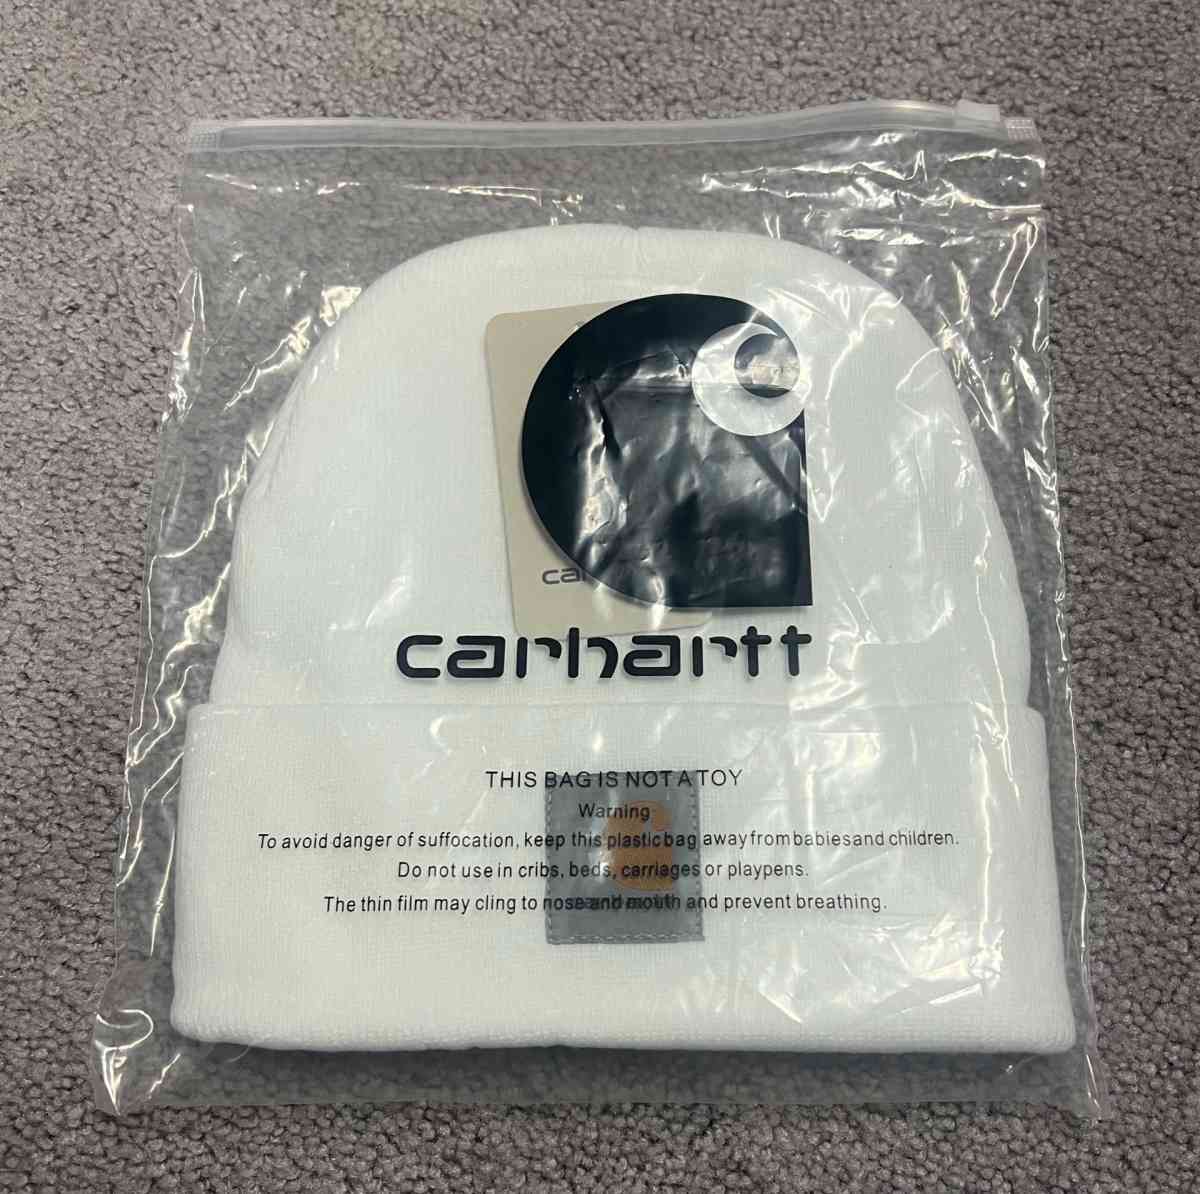 car
carhartt
THIS BAG IS NOT A TOY
Warning
To avoid danger of suffocation, keep this plastic bag away from babiesand children.
Do not use in cribs, beds, carriages or playpens.
The thin film may cling to nose and mouth and prevent breathing.